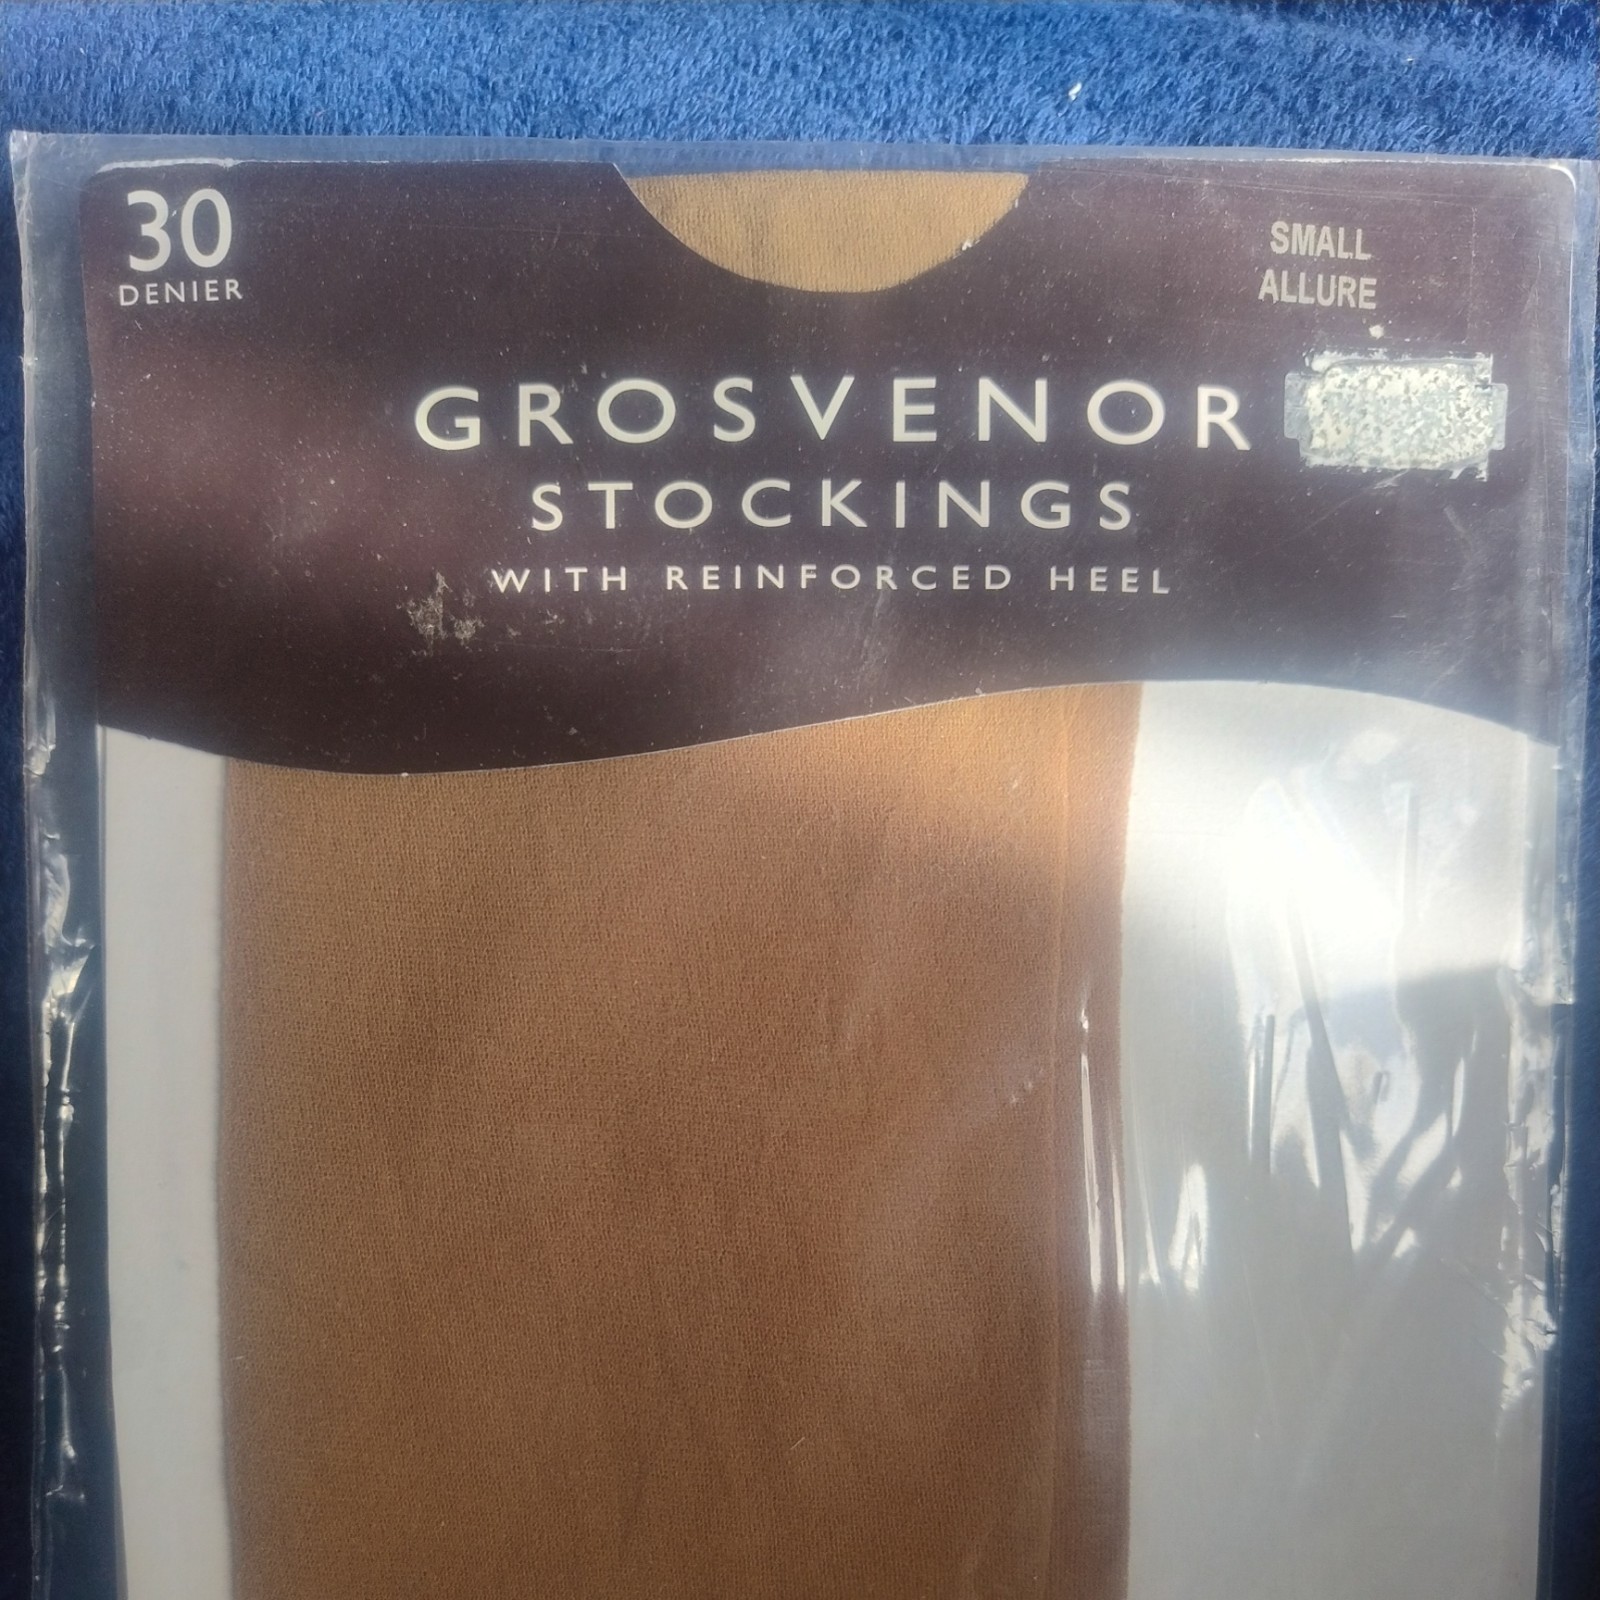 30
DENIER
SMALL
ALLURE
GROSVENOR
STOCKINGS
WITH REINFORCED HEEL